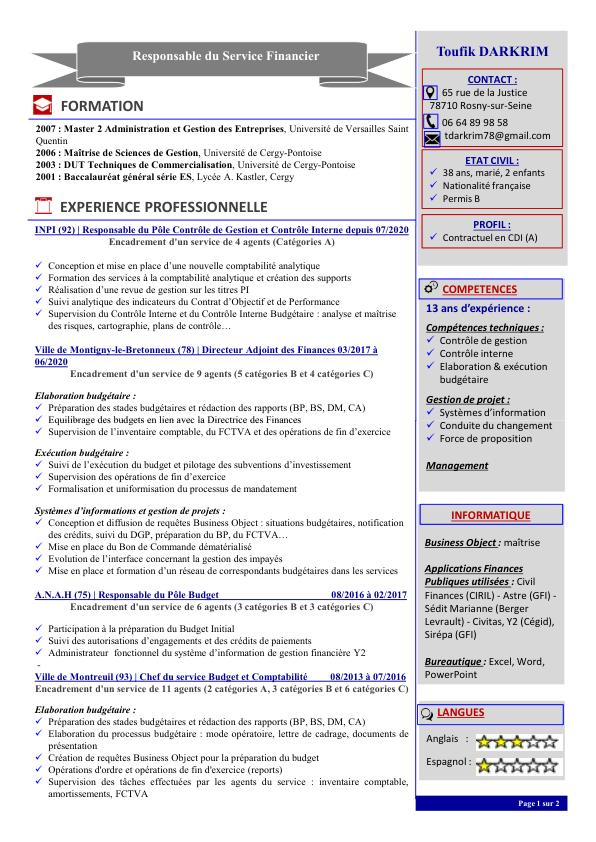 Responsable du Service Financier
FORMATION
2007 : Master 2 Administration et Gestion des Entreprises, Université de Versailles Saint
Quentin
2006 : Maîtrise de Sciences de Gestion, Université de Cergy-Pontoise
2003 : DUT Techniques de Commercialisation, Université de Cergy-Pontoise
2001 : Baccalauréat général série ES, Lycée A. Kastler, Cergy
EXPERIENCE PROFESSIONNELLE
INPI (92) | Responsable du Pôle Contrôle de Gestion et Contrôle Interne depuis 07/2020
Encadrement d'un service de 4 agents (Catégories A)
Conception et mise en place d’une nouvelle comptabilité analytique
Formation des services à la comptabilité analytique et création des supports
Réalisation d’une revue de gestion sur les titres PI
Suivi analytique des indicateurs du Contrat d’Objectif et de Performance
Supervision du Contrôle Interne et du Contrôle Interne Budgétaire : analyse et maîtrise
des risques, cartographie, plans de contrôle…
Ville de Montigny-le-Bretonneux (78) | Directeur Adjoint des Finances 03/2017 à
06/2020
Encadrement d'un service de 9 agents (5 catégories B et 4 catégories C)
Elaboration budgétaire :
Préparation des stades budgétaires et rédaction des rapports (BP, BS, DM, CA)
Equilibrage des budgets en lien avec la Directrice des Finances
Supervision de l’inventaire comptable, du FCTVA et des opérations de fin d’exercice
Exécution budgétaire :
Suivi de l’exécution du budget et pilotage des subventions d’investissement
Supervision des opérations de fin d’exercice
Formalisation et uniformisation du processus de mandatement
Systèmes d’informations et gestion de projets :
Conception et diffusion de requêtes Business Object : situations budgétaires, notification
des crédits, suivi du DGP, préparation du BP, du FCTVA…
Mise en place du Bon de Commande dématérialisé
Evolution de l’interface concernant la gestion des impayés
Mise en place et formation d’un réseau de correspondants budgétaires dans les services
A.N.A.H (75) | Responsable du Pôle Budget 08/2016 à 02/2017
Encadrement d'un service de 6 agents (3 catégories B et 3 catégories C)
Participation à la préparation du Budget Initial
Suivi des autorisations d’engagements et des crédits de paiements
Administrateur fonctionnel du système d’information de gestion financière Y2
-
Ville de Montreuil (93) | Chef du service Budget et Comptabilité 08/2013 à 07/2016
Encadrement d'un service de 11 agents (2 catégories A, 3 catégories B et 6 catégories C)
Elaboration budgétaire :
Préparation des stades budgétaires et rédaction des rapports (BP, BS, DM, CA)
Elaboration du processus budgétaire : mode opératoire, lettre de cadrage, documents de
présentation
Création de requêtes Business Object pour la préparation du budget
Opérations d'ordre et opérations de fin d'exercice (reports)
Supervision des tâches effectuées par les agents du service : inventaire comptable,
amortissements, FCTVA
Toufik DARKRIM
CONTACT :
65 rue de la Justice
78710 Rosny-sur-Seine
06 64 89 98 58
tdarkrim78@gmail.com
ETAT CIVIL :
38 ans, marié, 2 enfants
Nationalité française
Permis B
PROFIL :
Contractuel en CDI (A)
COMPETENCES
13 ans d’expérience :
Compétences techniques :
Contrôle de gestion
Contrôle interne
Elaboration & exécution
budgétaire
Gestion de projet :
Systèmes d’information
Conduite du changement
Force de proposition
Management
INFORMATIQUE
Business Object : maîtrise
Applications Finances
Publiques utilisées : Civil
Finances (CIRIL) - Astre (GFI) -
Sédit Marianne (Berger
Levrault) - Civitas, Y2 (Cégid),
Sirépa (GFI)
Bureautique : Excel, Word,
PowerPoint
LANGUES
Anglais :
Espagnol :
Page 1 sur 2